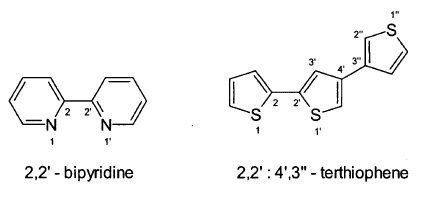 S 1"
2"
3'
4'
3"
2 2'
2 2'
N N
S S
1 1'
1 1'
2,2' - bipyridine
2,2' : 4',3" - terthiophene